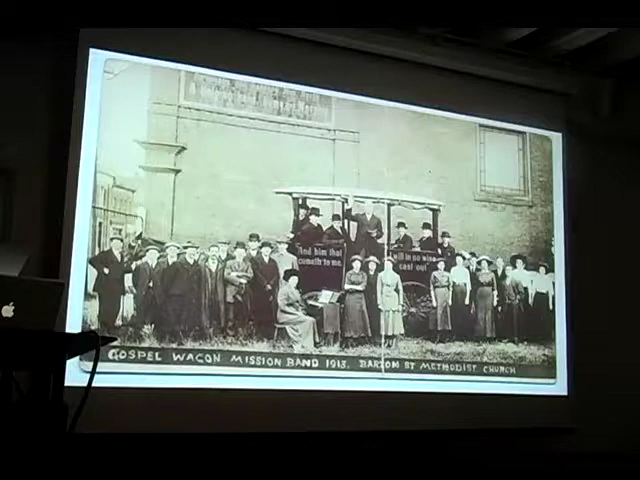 And him that
cometh to me.
will in no wise
cast out
GOSPEL WAGON MISSION BAND 1913. BARTON ST METHODIST CHURCH